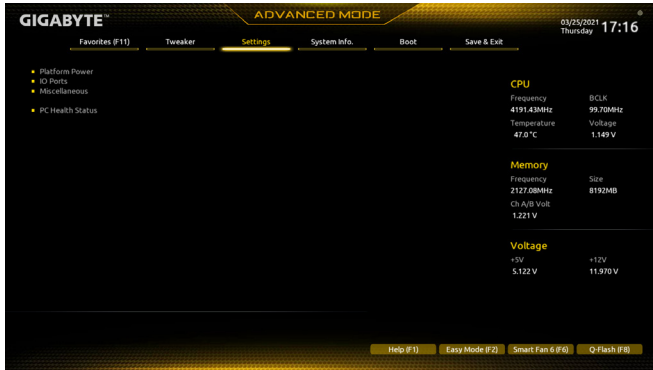 GIGABYTE™
ADVANCED MODE
03/25/2021 Thursday 17:16
Favorites (F11) Tweaker Settings System Info. Boot Save & Exit
Platform Power
IO Ports
Miscellaneous
PC Health Status
CPU
Frequency BCLK
4191.43MHz 99.70MHz
Temperature Voltage
47.0 °C 1.149 V
Memory
Frequency Size
2127.08MHz 8192MB
Ch A/B Volt
1.221 V
Voltage
+5V +12V
5.122 V 11.970 V
Help (F1) Easy Mode (F2) Smart Fan 6 (F6) Q-Flash (F8)